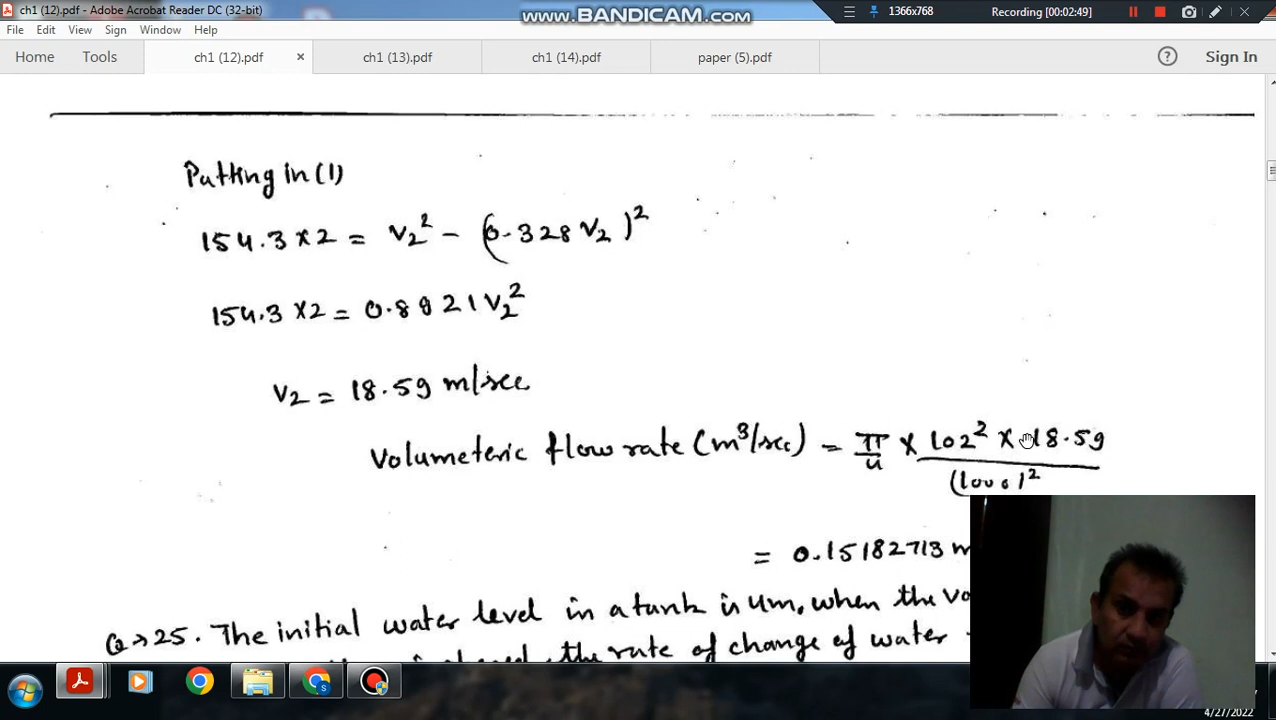 ch1 (12).pdf - Adobe Acrobat Reader DC (32-bit)
www.BANDICAM.com
1366x768
Recording [00:02:49]
File Edit View Sign Window Help
Home Tools ch1 (12).pdf × ch1 (13).pdf ch1 (14).pdf paper (5).pdf ? Sign In
Putting in (1)
154.3 x 2 = V2² - (0.328 V2)²
154.3 x2 = 0.8921 V2²
V2 = 18.59 m/sec
Volumeteric flow rate (m³/sec) = π/4 x 102² x 18.59 / (1000)²
= 0.15182713 m
Q→25. The initial water level in a tank is 4m, when the
the rate of change of water
4/27/2022